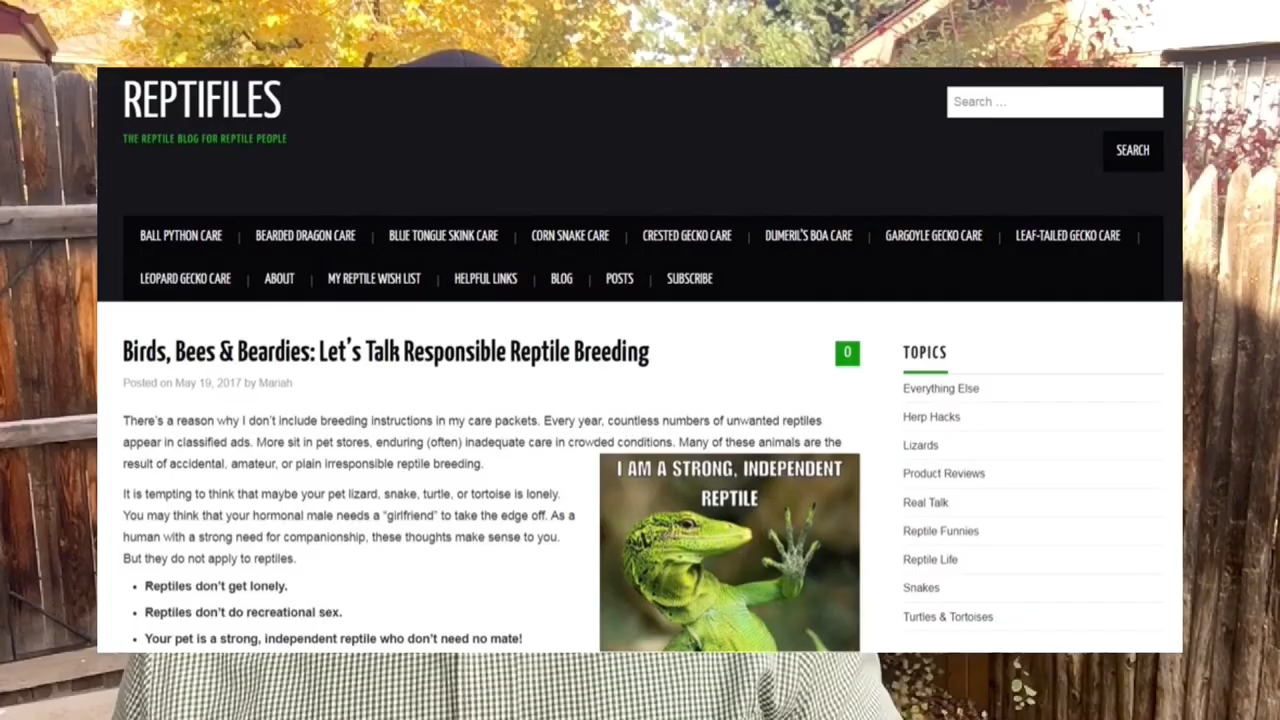 REPTIFILES
THE REPTILE BLOG FOR REPTILE PEOPLE
Search ...
SEARCH
BALL PYTHON CARE | BEARDED DRAGON CARE | BLUE TONGUE SKINK CARE | CORN SNAKE CARE | CRESTED GECKO CARE | DUMERIL'S BOA CARE | GARGOYLE GECKO CARE | LEAF-TAILED GECKO CARE |
LEOPARD GECKO CARE | ABOUT | MY REPTILE WISH LIST | HELPFUL LINKS | BLOG | POSTS | SUBSCRIBE
Birds, Bees & Beardies: Let's Talk Responsible Reptile Breeding
0
Posted on May 19, 2017 by Mariah
There's a reason why I don't include breeding instructions in my care packets. Every year, countless numbers of unwanted reptiles
appear in classified ads. More sit in pet stores, enduring (often) inadequate care in crowded conditions. Many of these animals are the
result of accidental, amateur, or plain irresponsible reptile breeding.
It is tempting to think that maybe your pet lizard, snake, turtle, or tortoise is lonely.
You may think that your hormonal male needs a "girlfriend" to take the edge off. As a
human with a strong need for companionship, these thoughts make sense to you.
But they do not apply to reptiles.
• Reptiles don't get lonely.
• Reptiles don't do recreational sex.
• Your pet is a strong, independent reptile who don't need no mate!
I AM A STRONG, INDEPENDENT
REPTILE
TOPICS
Everything Else
Herp Hacks
Lizards
Product Reviews
Real Talk
Reptile Funnies
Reptile Life
Snakes
Turtles & Tortoises